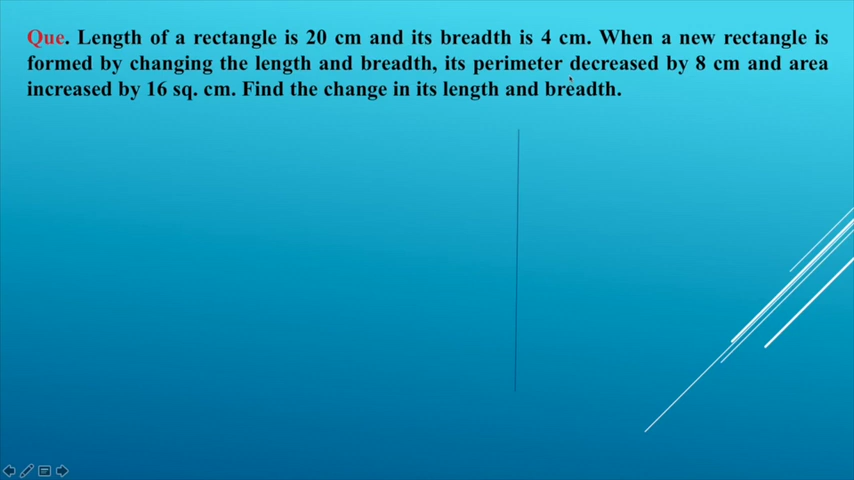 Que. Length of a rectangle is 20 cm and its breadth is 4 cm. When a new rectangle is
formed by changing the length and breadth, its perimeter decreased by 8 cm and area
increased by 16 sq. cm. Find the change in its length and breadth.